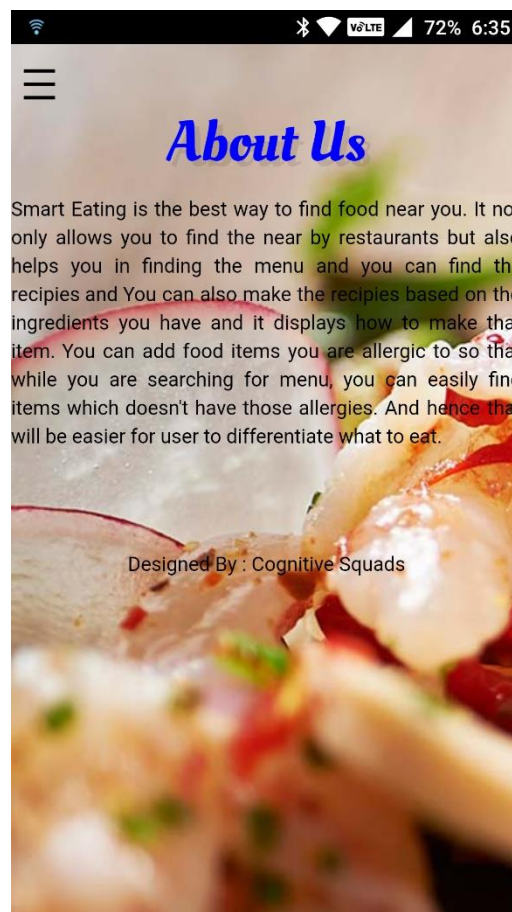 VoLTE 72% 6:35
About Us
Smart Eating is the best way to find food near you. It no
only allows you to find the near by restaurants but als
helps you in finding the menu and you can find th
recipies and You can also make the recipies based on th
ingredients you have and it displays how to make tha
item. You can add food items you are allergic to so tha
while you are searching for menu, you can easily fin
items which doesn't have those allergies. And hence tha
will be easier for user to differentiate what to eat.
Designed By : Cognitive Squads